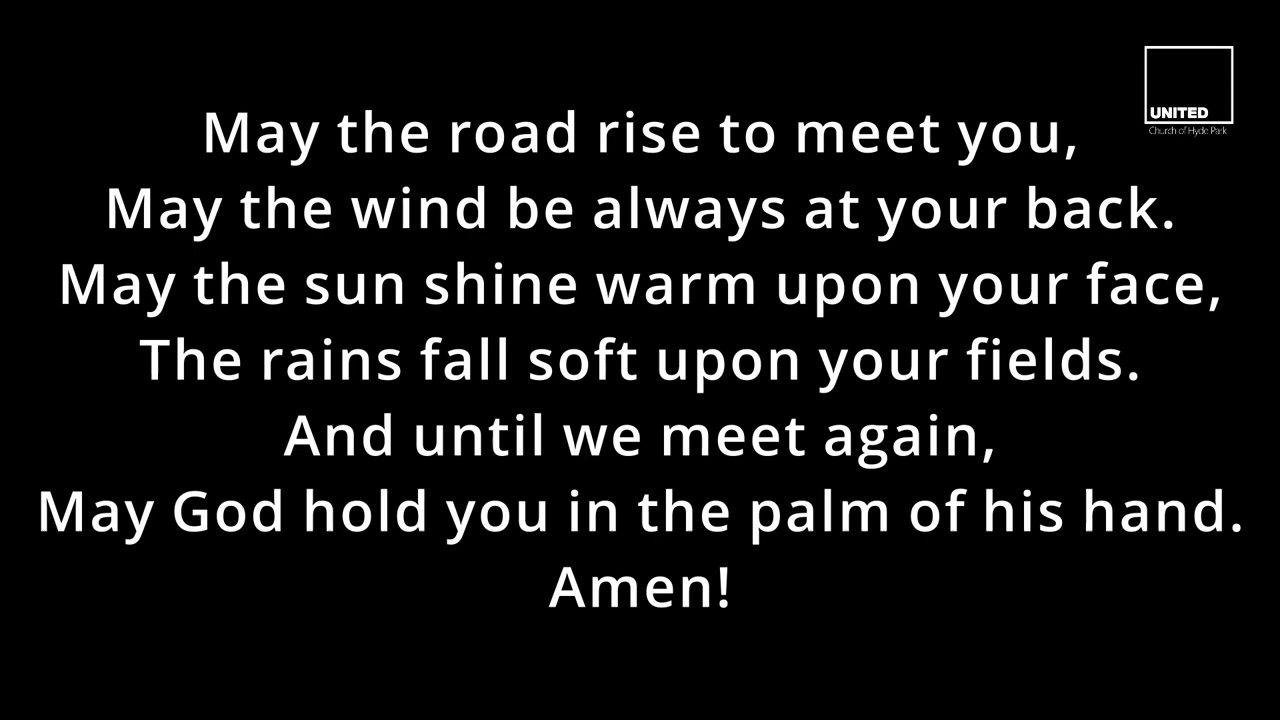 UNITED
Church of Hyde Park
May the road rise to meet you,
May the wind be always at your back.
May the sun shine warm upon your face,
The rains fall soft upon your fields.
And until we meet again,
May God hold you in the palm of his hand.
Amen!